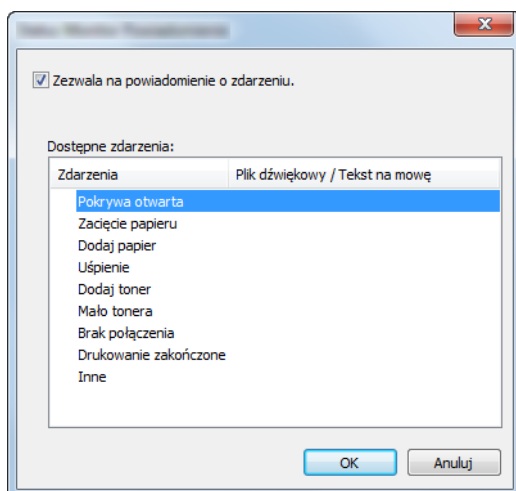 Zezwala na powiadomienie o zdarzeniu.
Dostępne zdarzenia:
Zdarzenia Plik dźwiękowy / Tekst na mowę
Pokrywa otwarta
Zacięcie papieru
Dodaj papier
Uśpienie
Dodaj toner
Mało tonera
Brak połączenia
Drukowanie zakończone
Inne
OK Anuluj